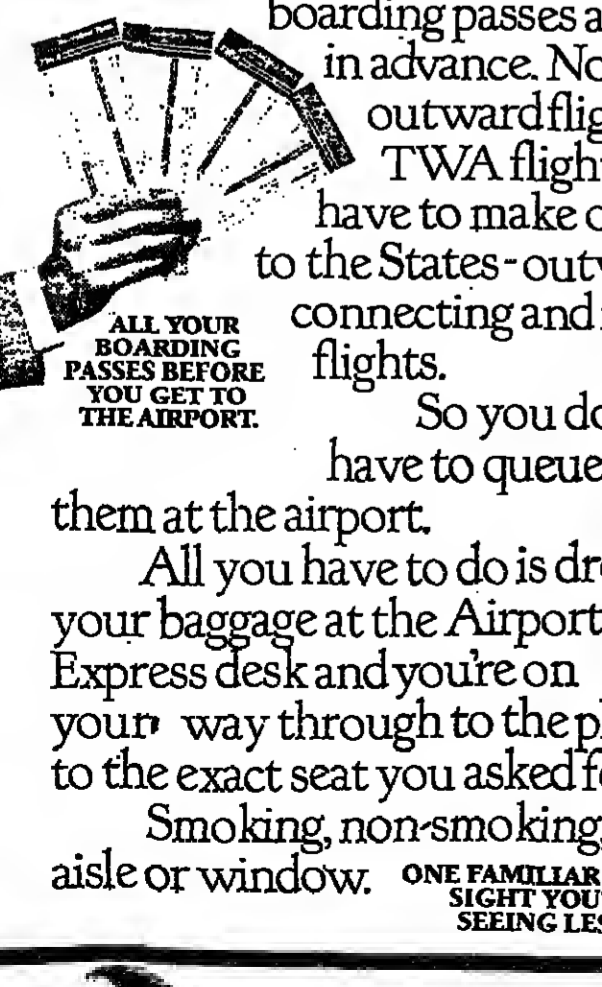 boarding passes a
in advance. No
outward flig
TWA flight
have to make o
to the States - outw
connecting and
flights.
ALL YOUR
BOARDING
PASSES BEFORE
YOU GET TO
THE AIRPORT.
So you do
have to queue
them at the airport.
All you have to do is dr
your baggage at the Airport
Express desk and you're on
your way through to the pl
to the exact seat you asked f
Smoking, non-smoking,
aisle or window.
ONE FAMILIAR
SIGHT YOU'
SEEING LES